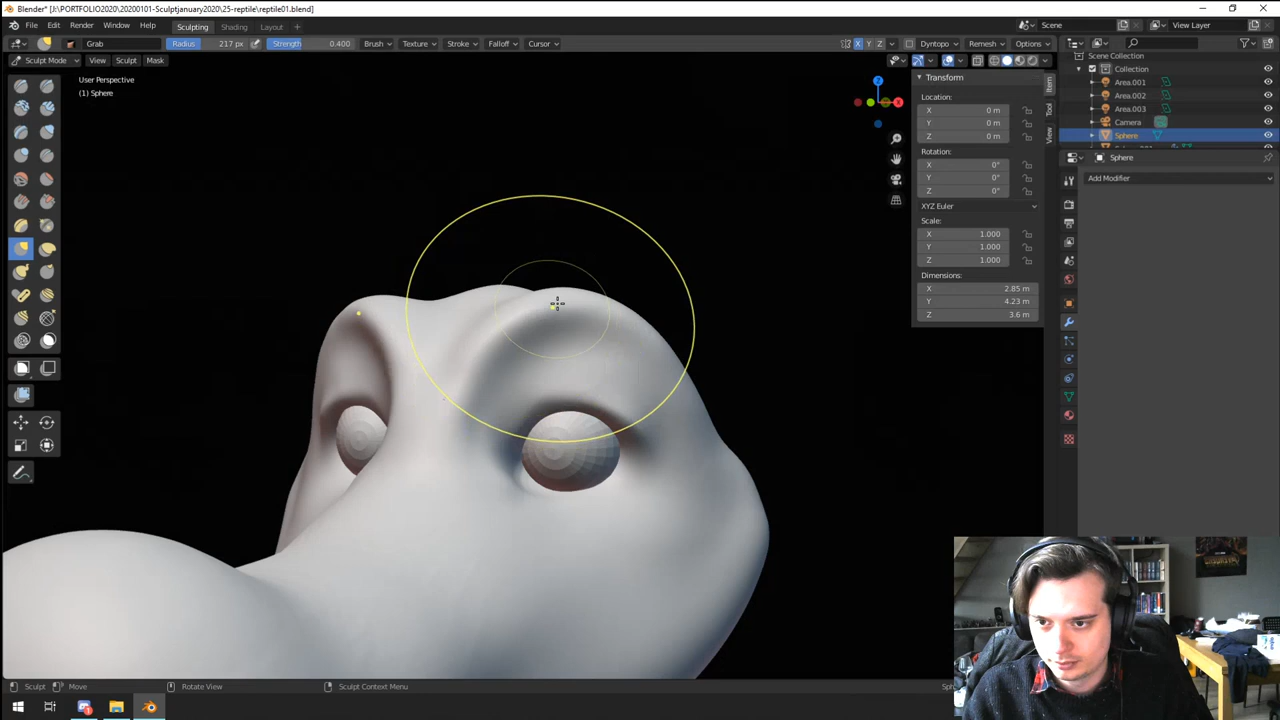 Blender* [J:\PORTFOLIO2020\20200101-Sculptjanuary2020\25-reptile\reptile01.blend]
File Edit Render Window Help Sculpting Shading Layout Scene View Layer
Grab Radius 217 px Strength 0.400 Brush Texture Stroke Falloff Cursor X Y Z Dyntopo Remesh Options
Sculpt Mode View Sculpt Mask
User Perspective
(1) Sphere
Z
X
Transform
Location:
X 0 m
Y 0 m
Z 0 m
Rotation:
X 0°
Y 0°
Z 0°
XYZ Euler
Scale:
X 1.000
Y 1.000
Z 1.000
Dimensions:
X 2.85 m
Y 4.23 m
Z 3.6 m
Item
Tool
View
Scene Collection
Collection
Area.001
Area.002
Area.003
Camera
Sphere
Sphere
Add Modifier
Sculpt Move Rotate View Sculpt Context Menu